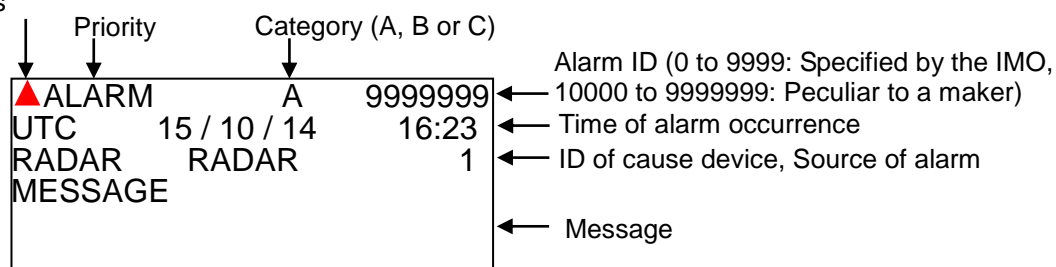 s
Priority Category (A, B or C)
Alarm ID (0 to 9999: Specified by the IMO,
ALARM A 9999999 10000 to 9999999: Peculiar to a maker)
UTC 15 / 10 / 14 16:23 Time of alarm occurrence
RADAR RADAR 1 ID of cause device, Source of alarm
MESSAGE
Message